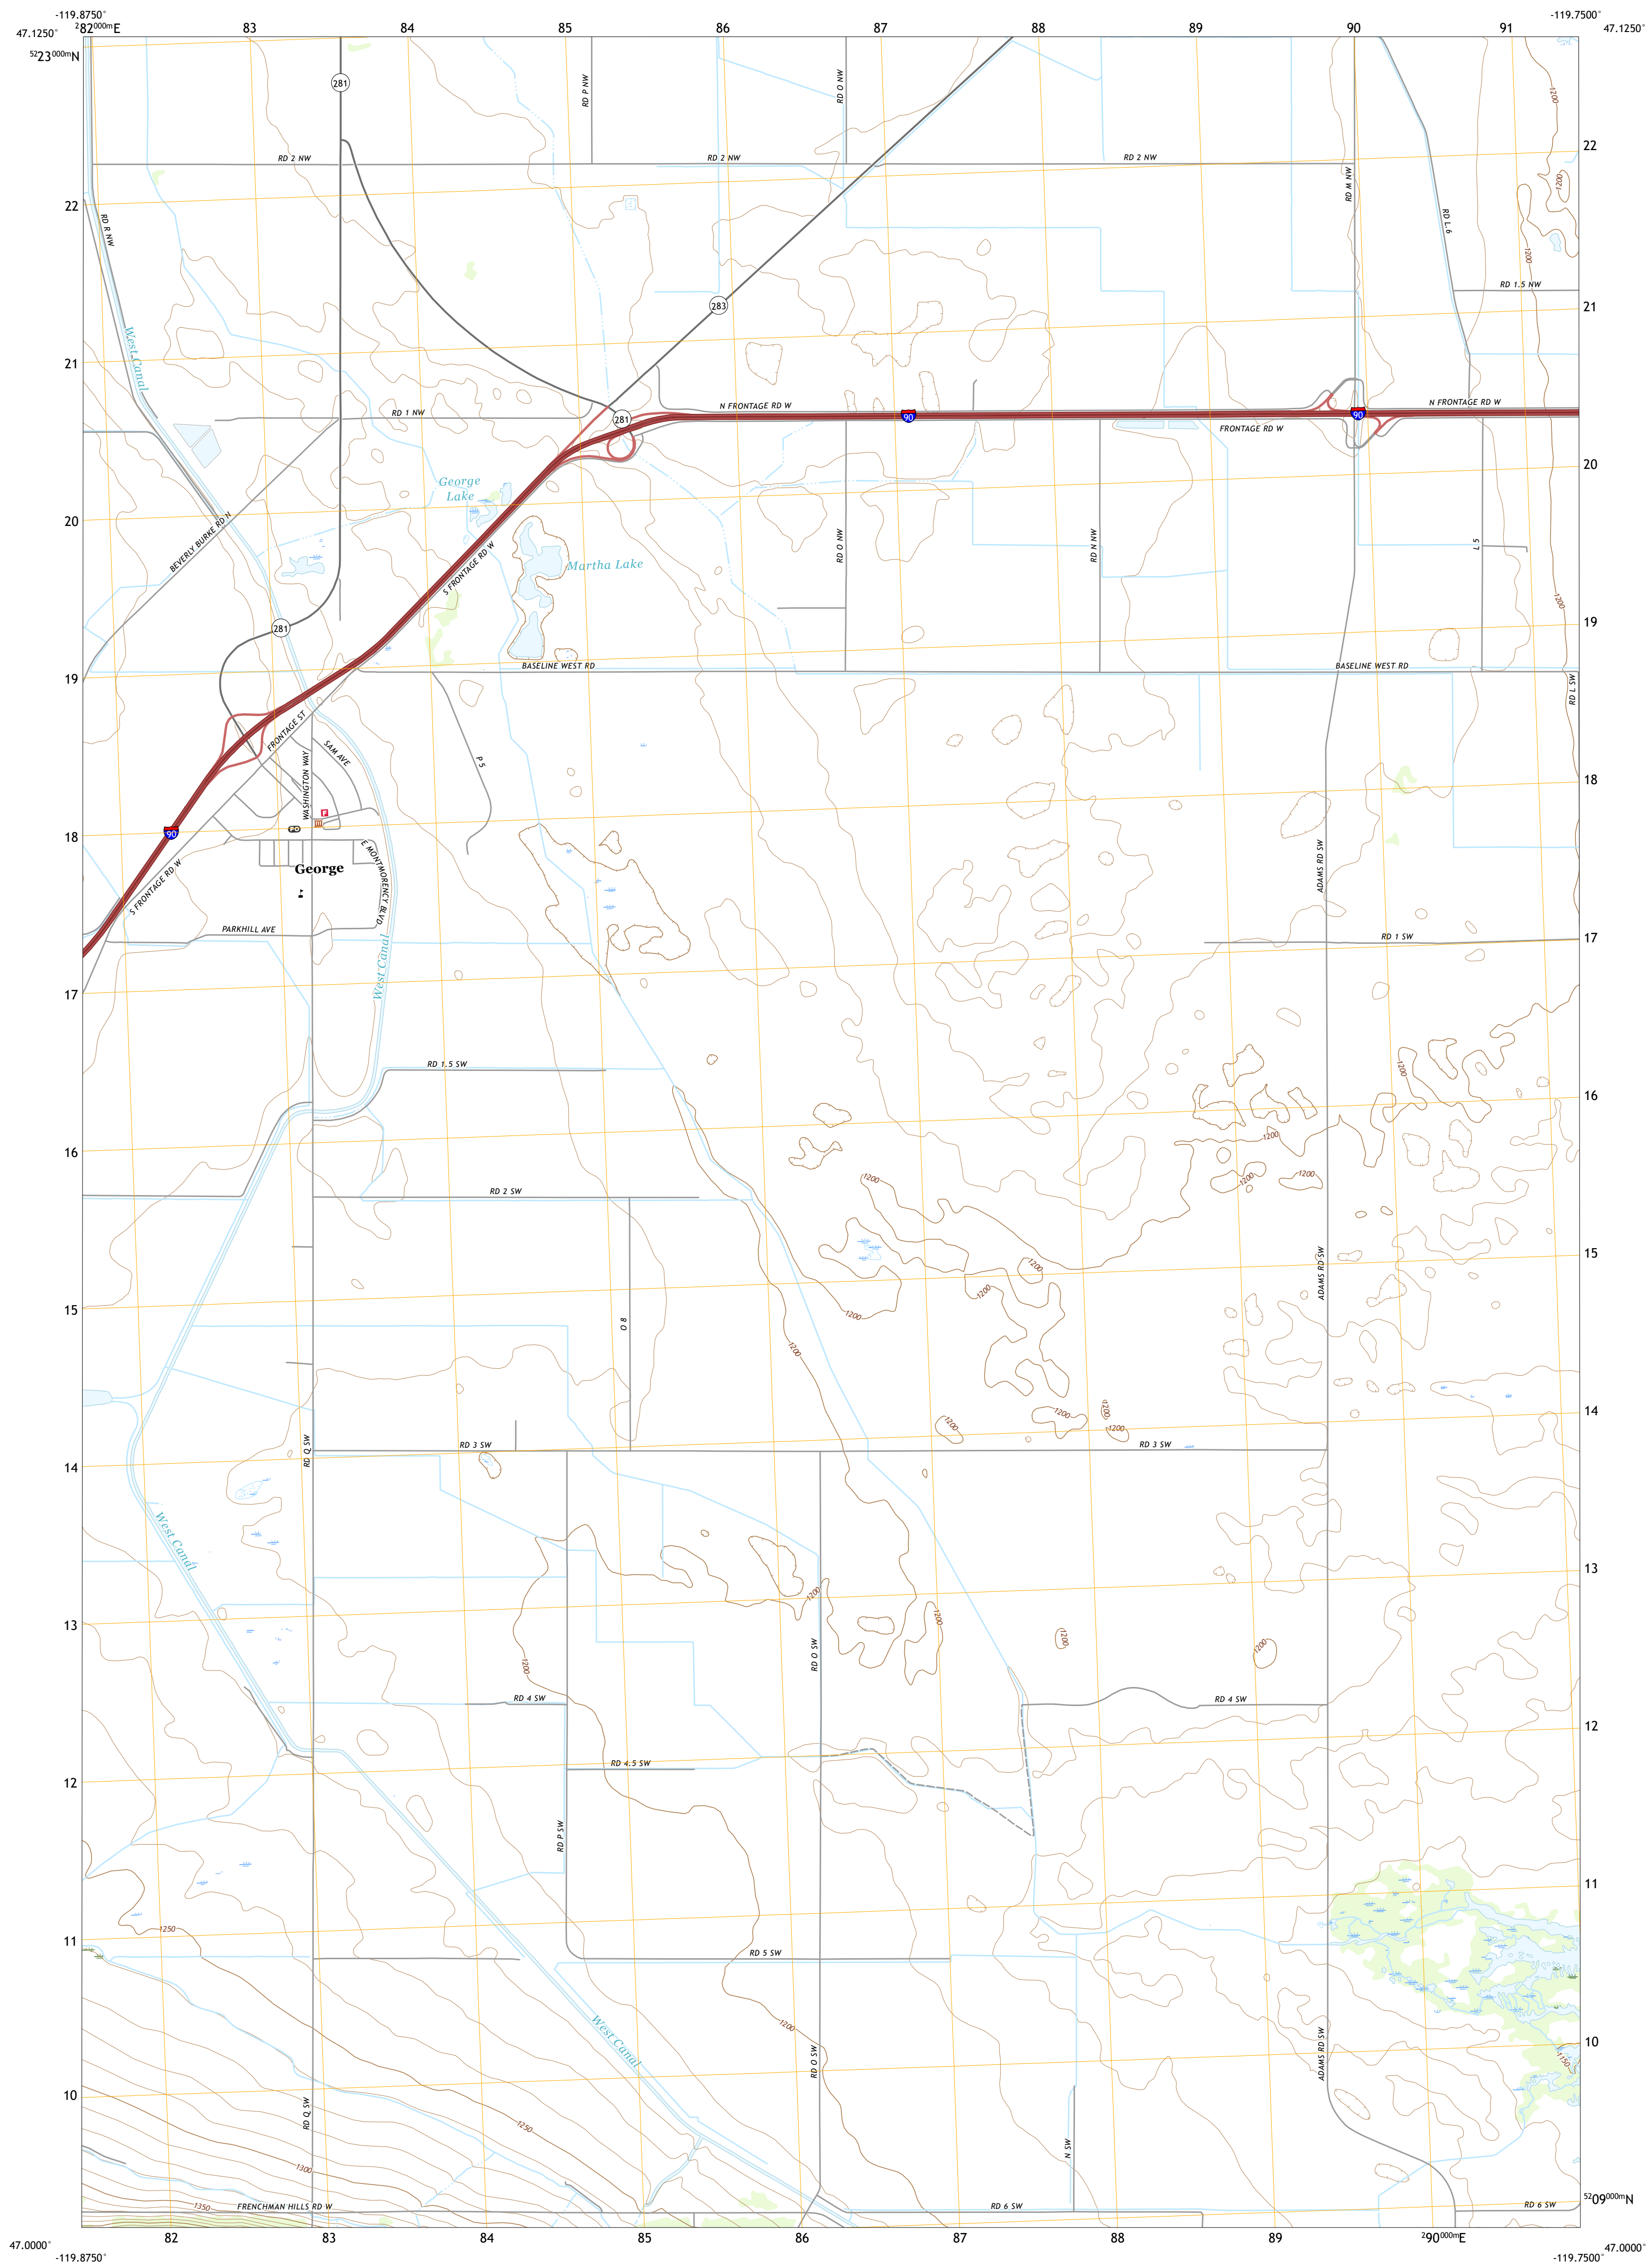 -119.8750°
-119.7500°
47.1250°
²82⁰⁰⁰ᵐE
83
84
85
86
87
88
89
90
91
47.1250°
⁵²23⁰⁰⁰ᵐN
281
RD P NW
RD O NW
1200
RD 2 NW
RD 2 NW
RD 2 NW
22
RD M NW
1200
22
RD R NW
RD L.6
1200
RD 1.5 NW
283
21
West Canal
21
RD 1 NW
281
N FRONTAGE RD W
90
90
N FRONTAGE RD W
FRONTAGE RD W
20
George
Lake
20
BEVERLY BURKE RD N
S FRONTAGE RD W
Martha Lake
RD O NW
RD N NW
L 5
1200
281
19
BASELINE WEST RD
BASELINE WEST RD
19
RD L SW
FRONTAGE ST
SAM AVE
WASHINGTON WAY
P 5
18
F
PO
90
18
George
E MONTMORENCY BLVD
S FRONTAGE RD W
ADAMS RD SW
PARKHILL AVE
West Canal
RD 1 SW
17
17
RD 1.5 SW
1200
16
16
1200
1200
1200
1200
RD 2 SW
15
ADAMS RD SW
1200
1200
15
1200
O 8
1200
14
1200
1200
1200
1200
RD Q SW
RD 3 SW
RD 3 SW
14
West Canal
13
1200
13
1200
1200
1200
RD O SW
1200
RD 4 SW
RD 4 SW
12
RD 4.5 SW
12
RD P SW
11
1250
11
RD 5 SW
1200
West Canal
RD O SW
ADAMS RD SW
10
1150
10
RD Q SW
1250
N SW
1300
1350
FRENCHMAN HILLS RD W
RD 6 SW
RD 6 SW
⁵²09⁰⁰⁰ᵐN
82
83
84
85
86
87
88
89
²90⁰⁰⁰ᵐE
47.0000°
47.0000°
-119.8750°
-119.7500°